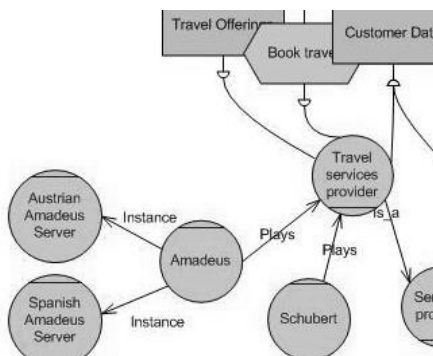 Travel Offering
Book trave
Customer Dat
Travel
services
provider
Austrian
Amadeus
Server
Instance
Plays
Is_a
Amadeus
Plays
Spanish
Amadeus
Server
Instance
Schubert
Ser
pro